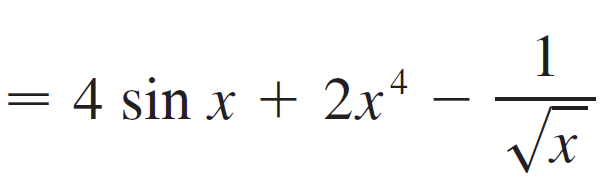 = 4 sin x + 2x⁴ − 1/√x